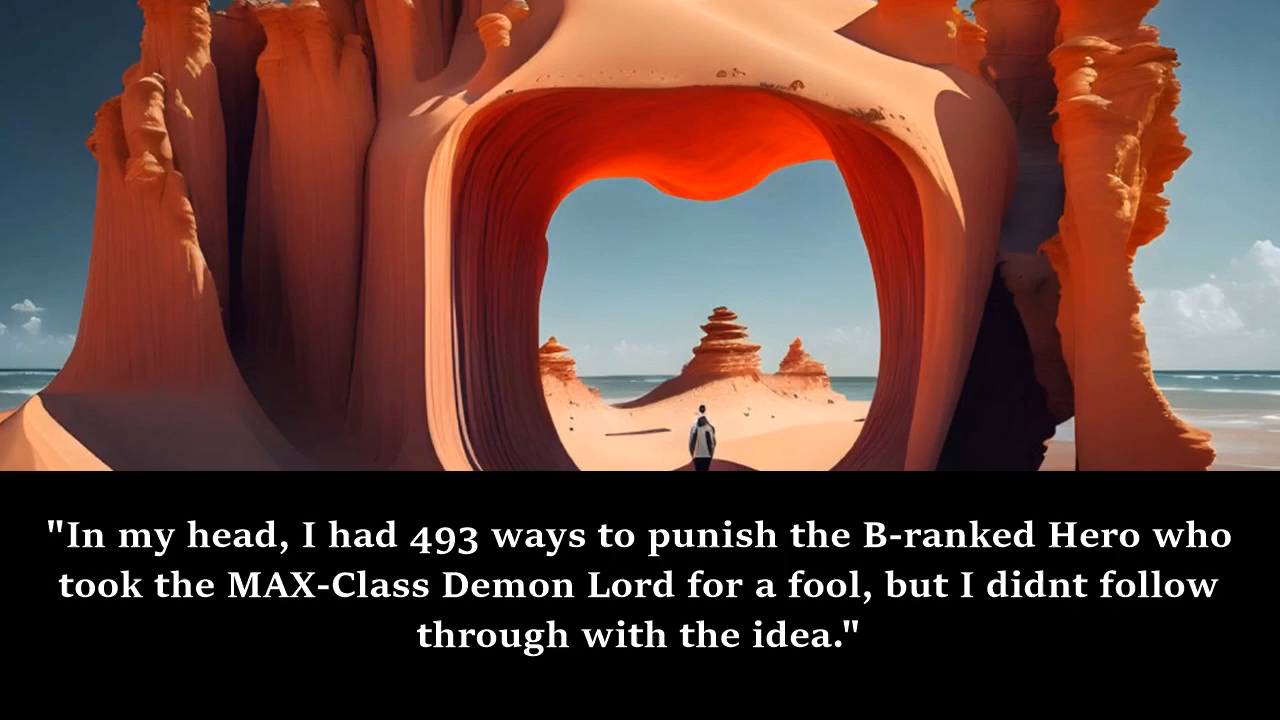 "In my head, I had 493 ways to punish the B-ranked Hero who
took the MAX-Class Demon Lord for a fool, but I didnt follow
through with the idea."